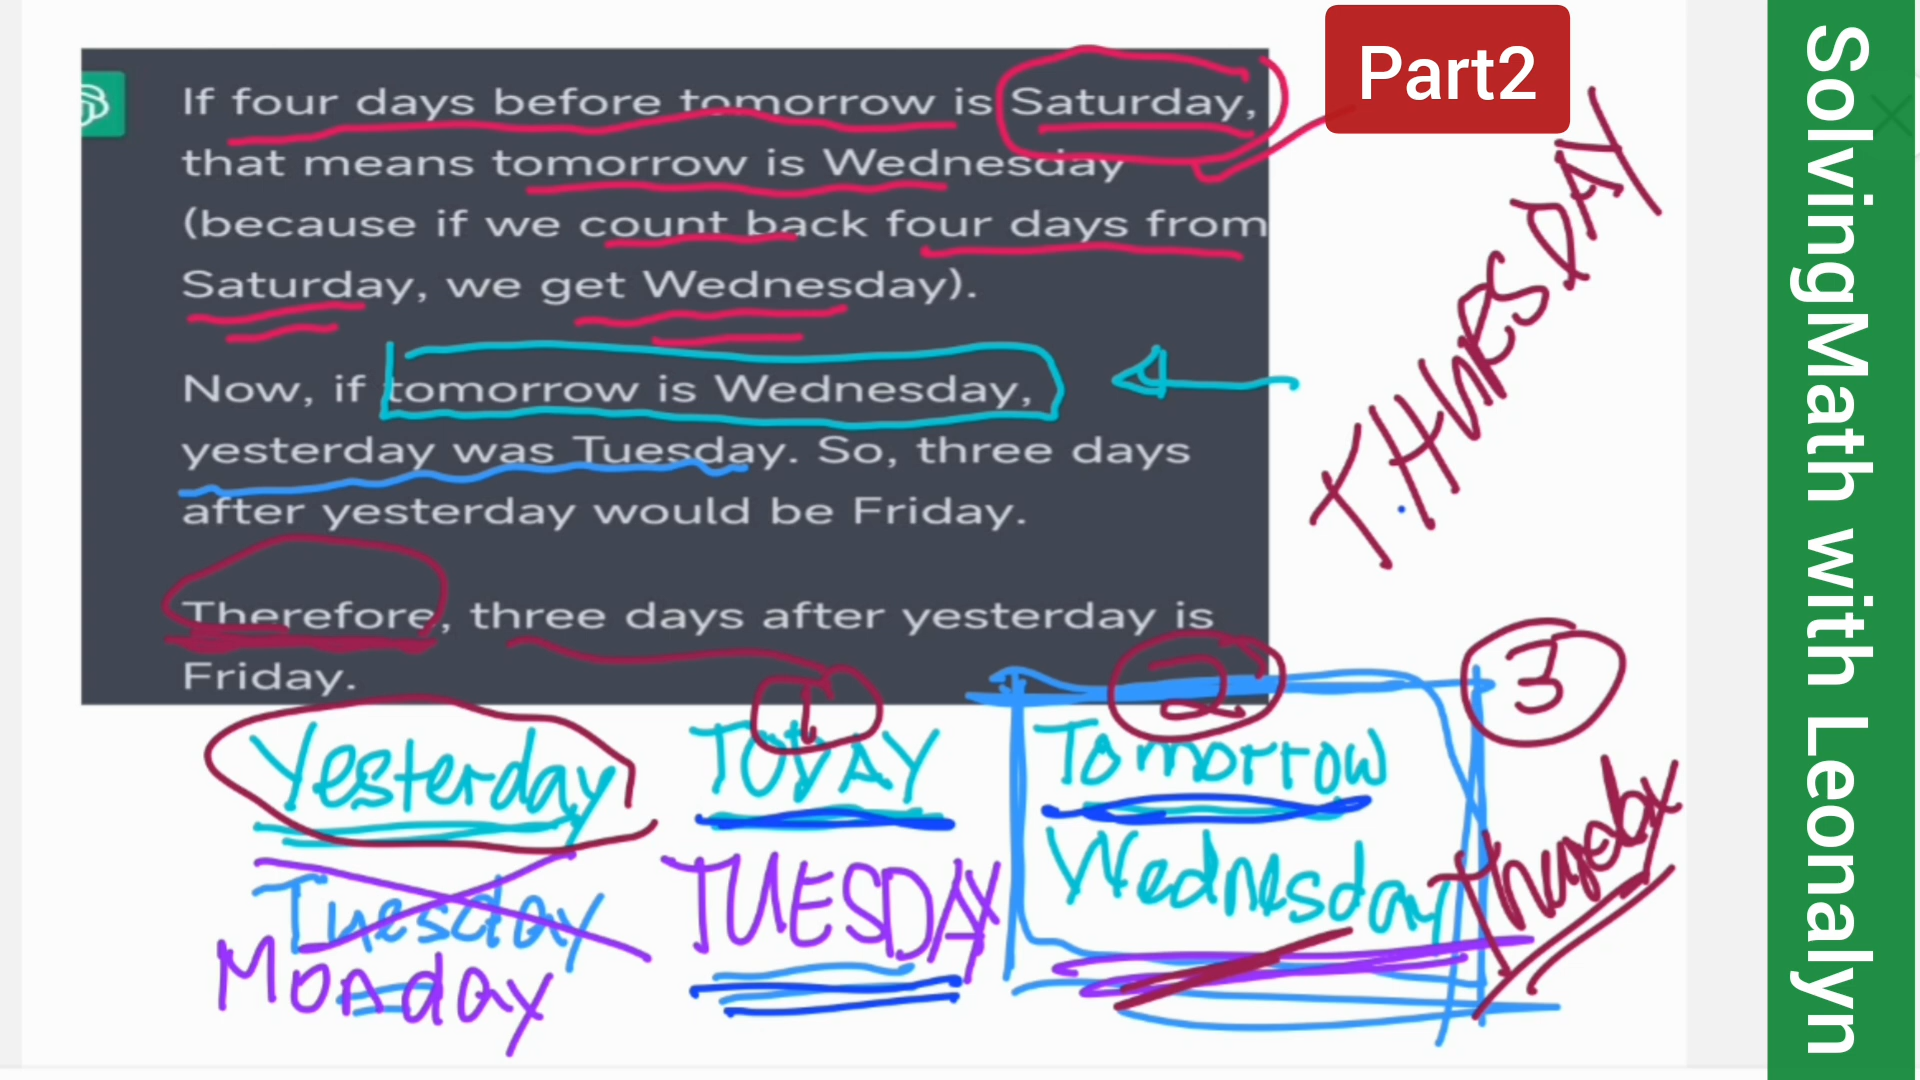 Part2
If four days before tomorrow is Saturday,
that means tomorrow is Wednesday
(because if we count back four days from
Saturday, we get Wednesday).
Now, if tomorrow is Wednesday,
yesterday was Tuesday. So, three days
after yesterday would be Friday.
Therefore, three days after yesterday is
Friday.
THURSDAY
1 2 3
Yesterday TODAY Tomorrow
Tuesday TUESDAY Wednesday Thursday
Monday
SolvingMath with Leonalyn